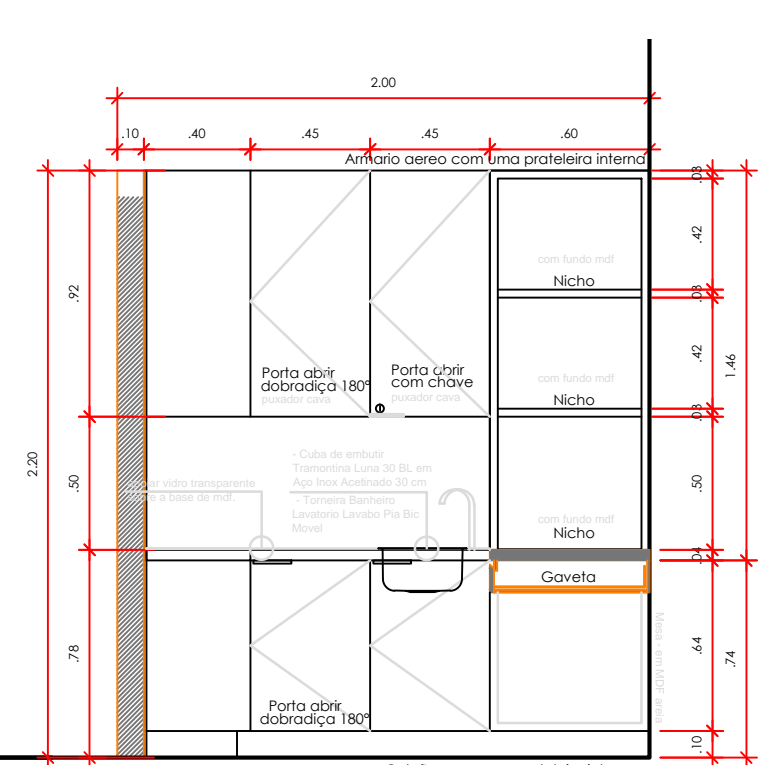 2.00
.10 .40 .45 .45 .60
Armario aereo com uma prateleira interna
.03
.42
com fundo mdf
Nicho
.92
.03
.42
1.46
Porta abrir
dobradiça 180º
puxador cava
Porta abrir
com chave
puxador cava
com fundo mdf
Nicho
.03
2.20
.50
- Cuba de embutir
Tramontina Luna 30 BL em
Aço Inox Acetinado 30 cm
- Torneira Banheiro
Lavatorio Lavabo Pia Bic
Movel
ar vidro transparente
a base de mdf.
.50
com fundo mdf
Nicho
.04
Gaveta
.78
.64
.74
Mesa - em MDF areia
Porta abrir
dobradiça 180º
.10